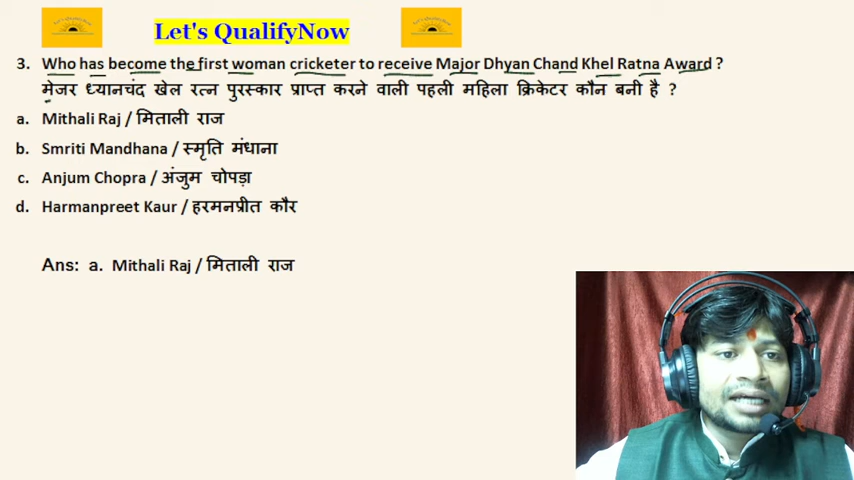 Let's QualifyNow
3. Who has become the first woman cricketer to receive Major Dhyan Chand Khel Ratna Award ?
मेजर ध्यानचंद खेल रत्न पुरस्कार प्राप्त करने वाली पहली महिला क्रिकेटर कौन बनी है ?
a. Mithali Raj / मिताली राज
b. Smriti Mandhana / स्मृति मंधाना
c. Anjum Chopra / अंजुम चोपड़ा
d. Harmanpreet Kaur / हरमनप्रीत कौर
Ans: a. Mithali Raj / मिताली राज